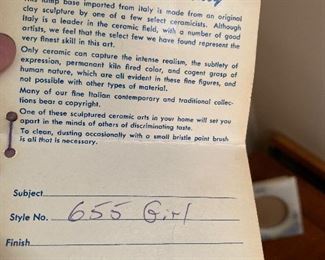 This lamp base imported from Italy is made from an original
clay sculpture by one of a few select ceramicists. Although
Italy is a leader in the ceramic field, with a number of good
artists, we feel that the select few we have found represent the
very finest skill in this art.
Only ceramic can capture the intense realism, the subtlety of
expression, permanent kiln fired color, and cogent grasp of
human nature, which are all evident in these fine figures, and
not possible with other types of material.
Many of our fine Italian contemporary and traditional collec-
tions bear a copyright.
One of these sculptured ceramic arts in your home will set you
apart in the minds of others of discriminating taste.
To clean, dusting occasionally with a small bristle paint brush
is all that is necessary.
Subject
Style No. 655 Girl
Finish